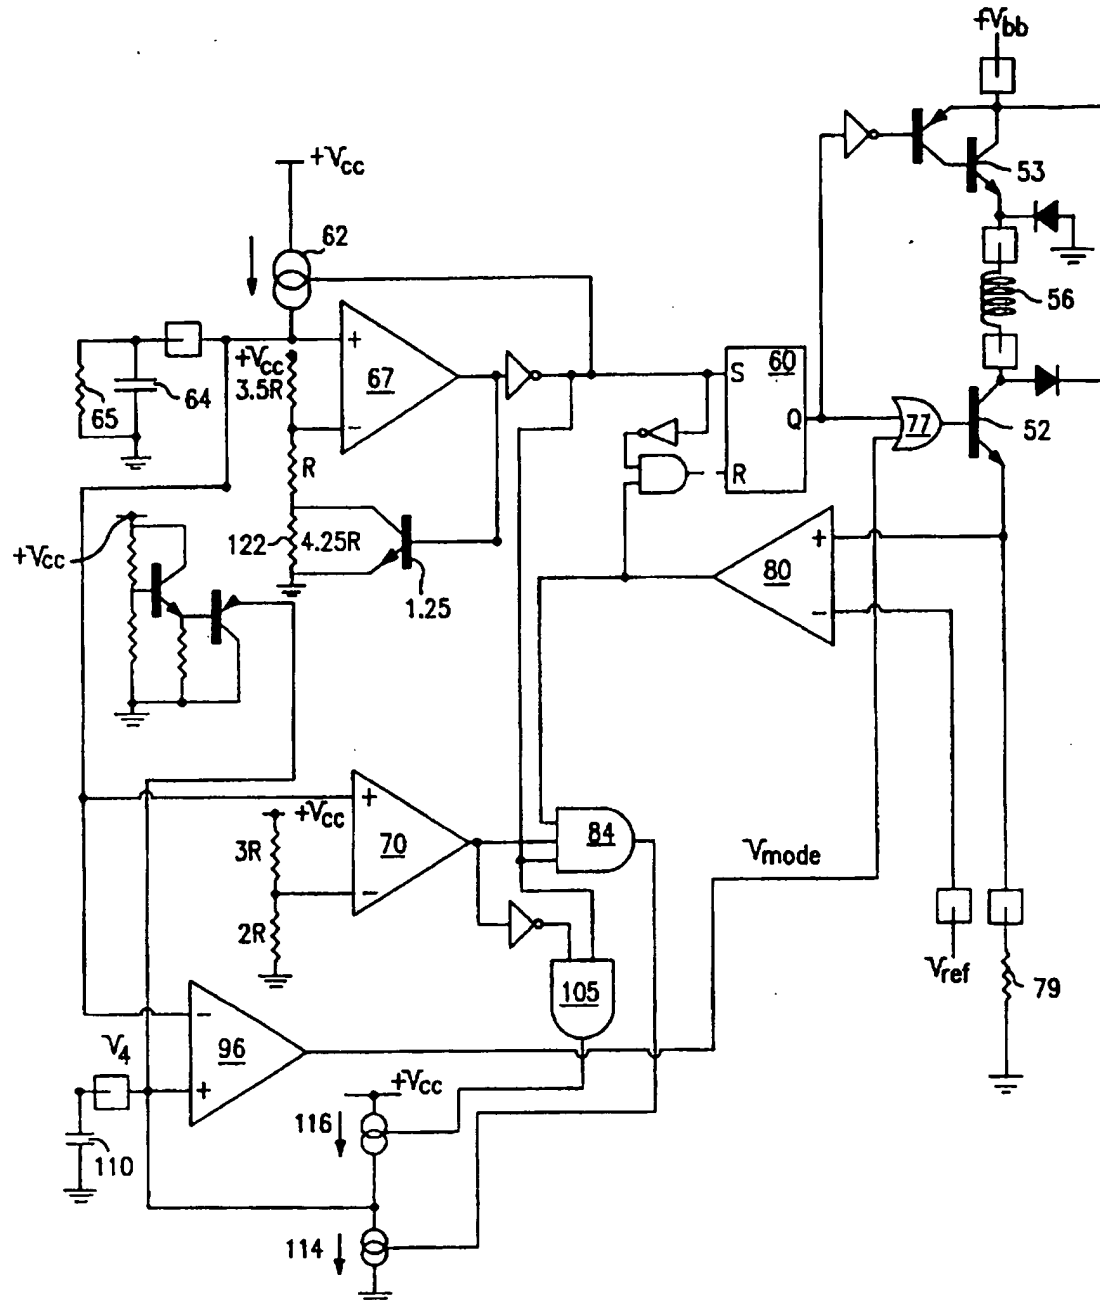 +Vbb
53
+Vcc
62
56
+
67
+Vcc
3.5R
64
65
S
60
Q
77
52
−
R
R
122
4.25R
1.25
+Vcc
+
80
−
+
+Vcc
70
84
Vmode
3R
−
2R
105
Vref
79
−
V4
96
+
+Vcc
116
110
114